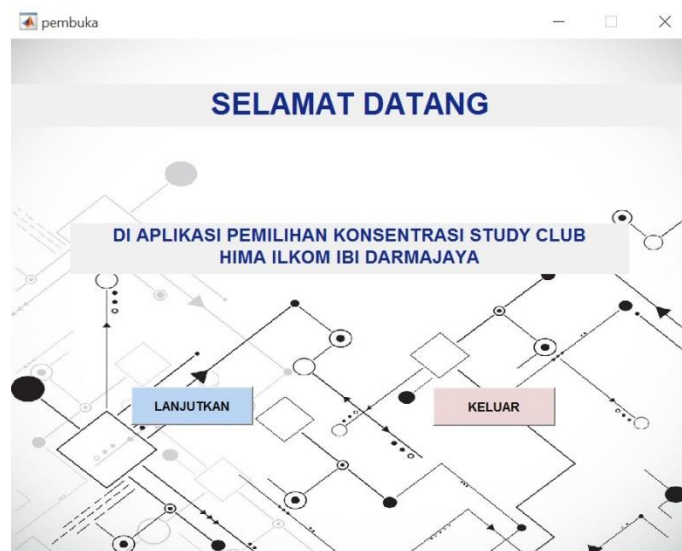 pembuka
SELAMAT DATANG
DI APLIKASI PEMILIHAN KONSENTRASI STUDY CLUB
HIMA ILKOM IBI DARMAJAYA
LANJUTKAN
KELUAR